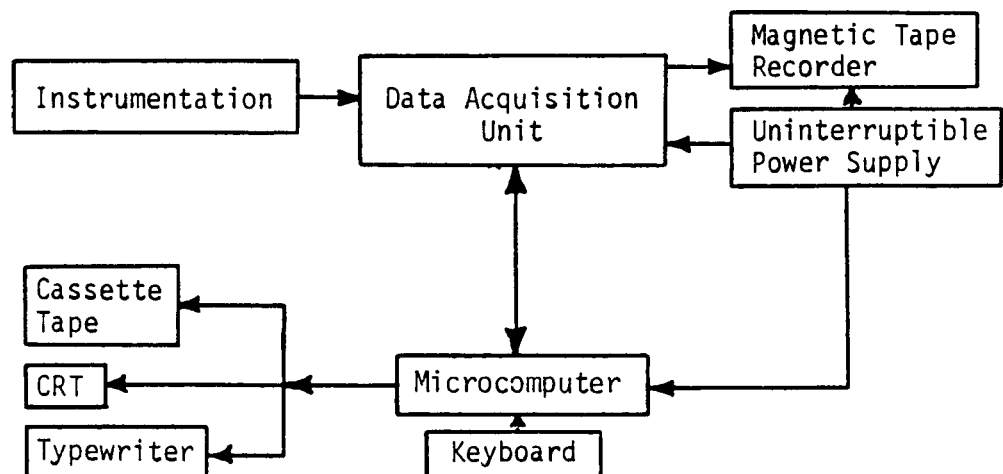 Magnetic Tape
Recorder
Instrumentation
Data Acquisition
Unit
Uninterruptible
Power Supply
Cassette
Tape
CRT
Microcomputer
Typewriter
Keyboard